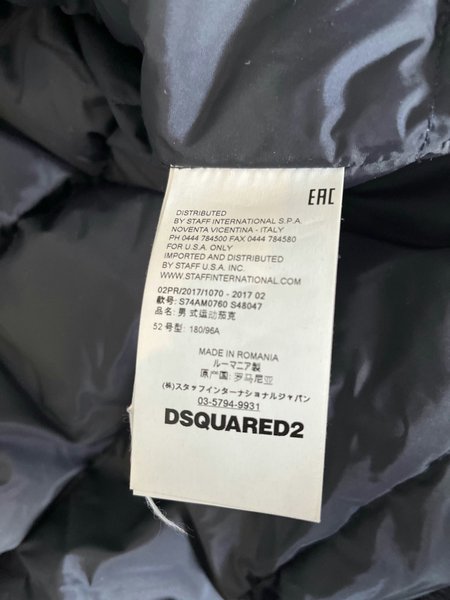 EAC
DISTRIBUTED
BY STAFF INTERNATIONAL S.P.A.
NOVENTA VICENTINA - ITALY
PH 0444 784500 FAX 0444 784580
FOR U.S.A. ONLY
IMPORTED AND DISTRIBUTED
BY STAFF U.S.A. INC.
WWW.STAFFINTERNATIONAL.COM
02PR/2017/1070 - 2017 02
款号: S74AM0760 S48047
品名: 男式运动茄克
52 号型: 180/96A
MADE IN ROMANIA
ルーマニア製
原产国: 罗马尼亚
(株)スタッフインターナショナルジャパン
03-5794-9931
DSQUARED2